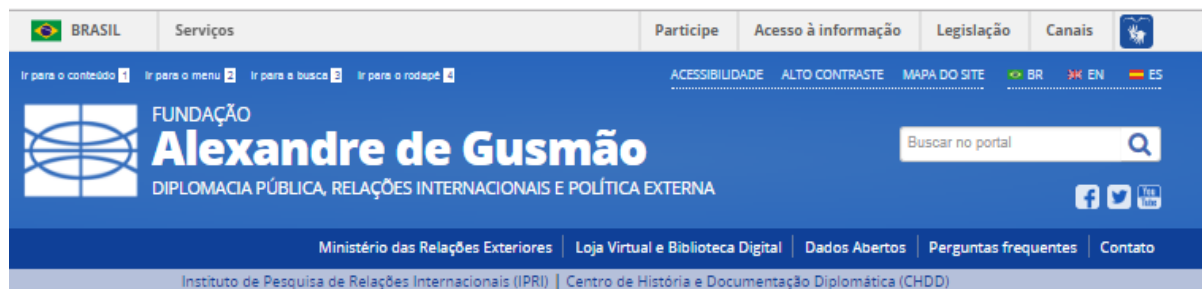 BRASIL Serviços Participe Acesso à informação Legislação Canais
Ir para o conteúdo 1 Ir para o menu 2 Ir para a busca 3 Ir para o rodapé 4 ACESSIBILIDADE ALTO CONTRASTE MAPA DO SITE BR EN ES
FUNDAÇÃO
Alexandre de Gusmão
Buscar no portal
DIPLOMACIA PÚBLICA, RELAÇÕES INTERNACIONAIS E POLÍTICA EXTERNA
You Tube
Ministério das Relações Exteriores Loja Virtual e Biblioteca Digital Dados Abertos Perguntas frequentes Contato
Instituto de Pesquisa de Relações Internacionais (IPRI) | Centro de História e Documentação Diplomática (CHDD)